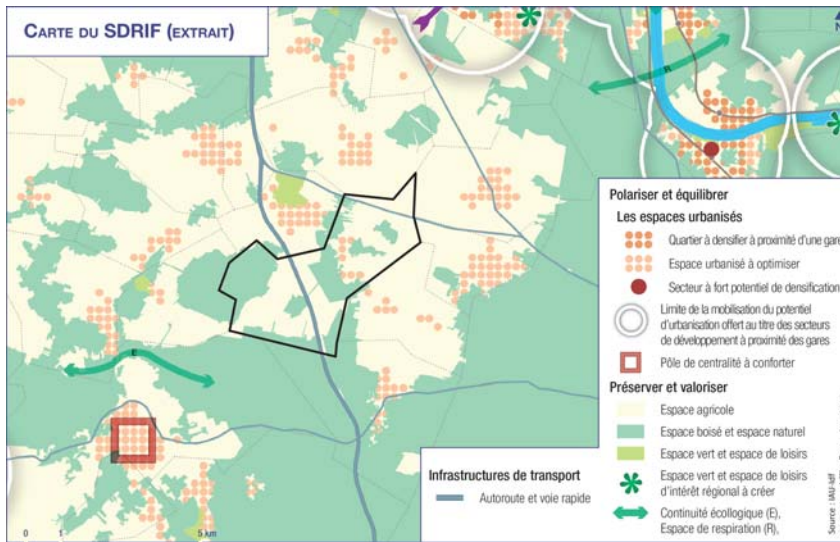 CARTE DU SDRIF (EXTRAIT)
R
E
Polariser et équilibrer
Les espaces urbanisés
Quartier à densifier à proximité d'une gare
Espace urbanisé à optimiser
Secteur à fort potentiel de densification
Limite de la mobilisation du potentiel
d'urbanisation offert au titre des secteurs
de développement à proximité des gares
Pôle de centralité à conforter
Préserver et valoriser
Espace agricole
Espace boisé et espace naturel
Espace vert et espace de loisirs
Espace vert et espace de loisirs
d'intérêt régional à créer
Continuité écologique (E),
Espace de respiration (R),
Infrastructures de transport
Autoroute et voie rapide
0 1 5 km
Source : IAU-îdf